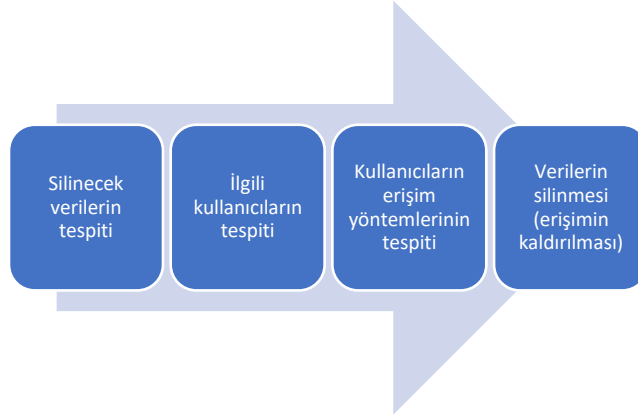 Silinecek
verilerin
tespiti
İlgili
kullanıcıların
tespiti
Kullanıcıların
erişim
yöntemlerinin
tespiti
Verilerin
silinmesi
(erişimin
kaldırılması)